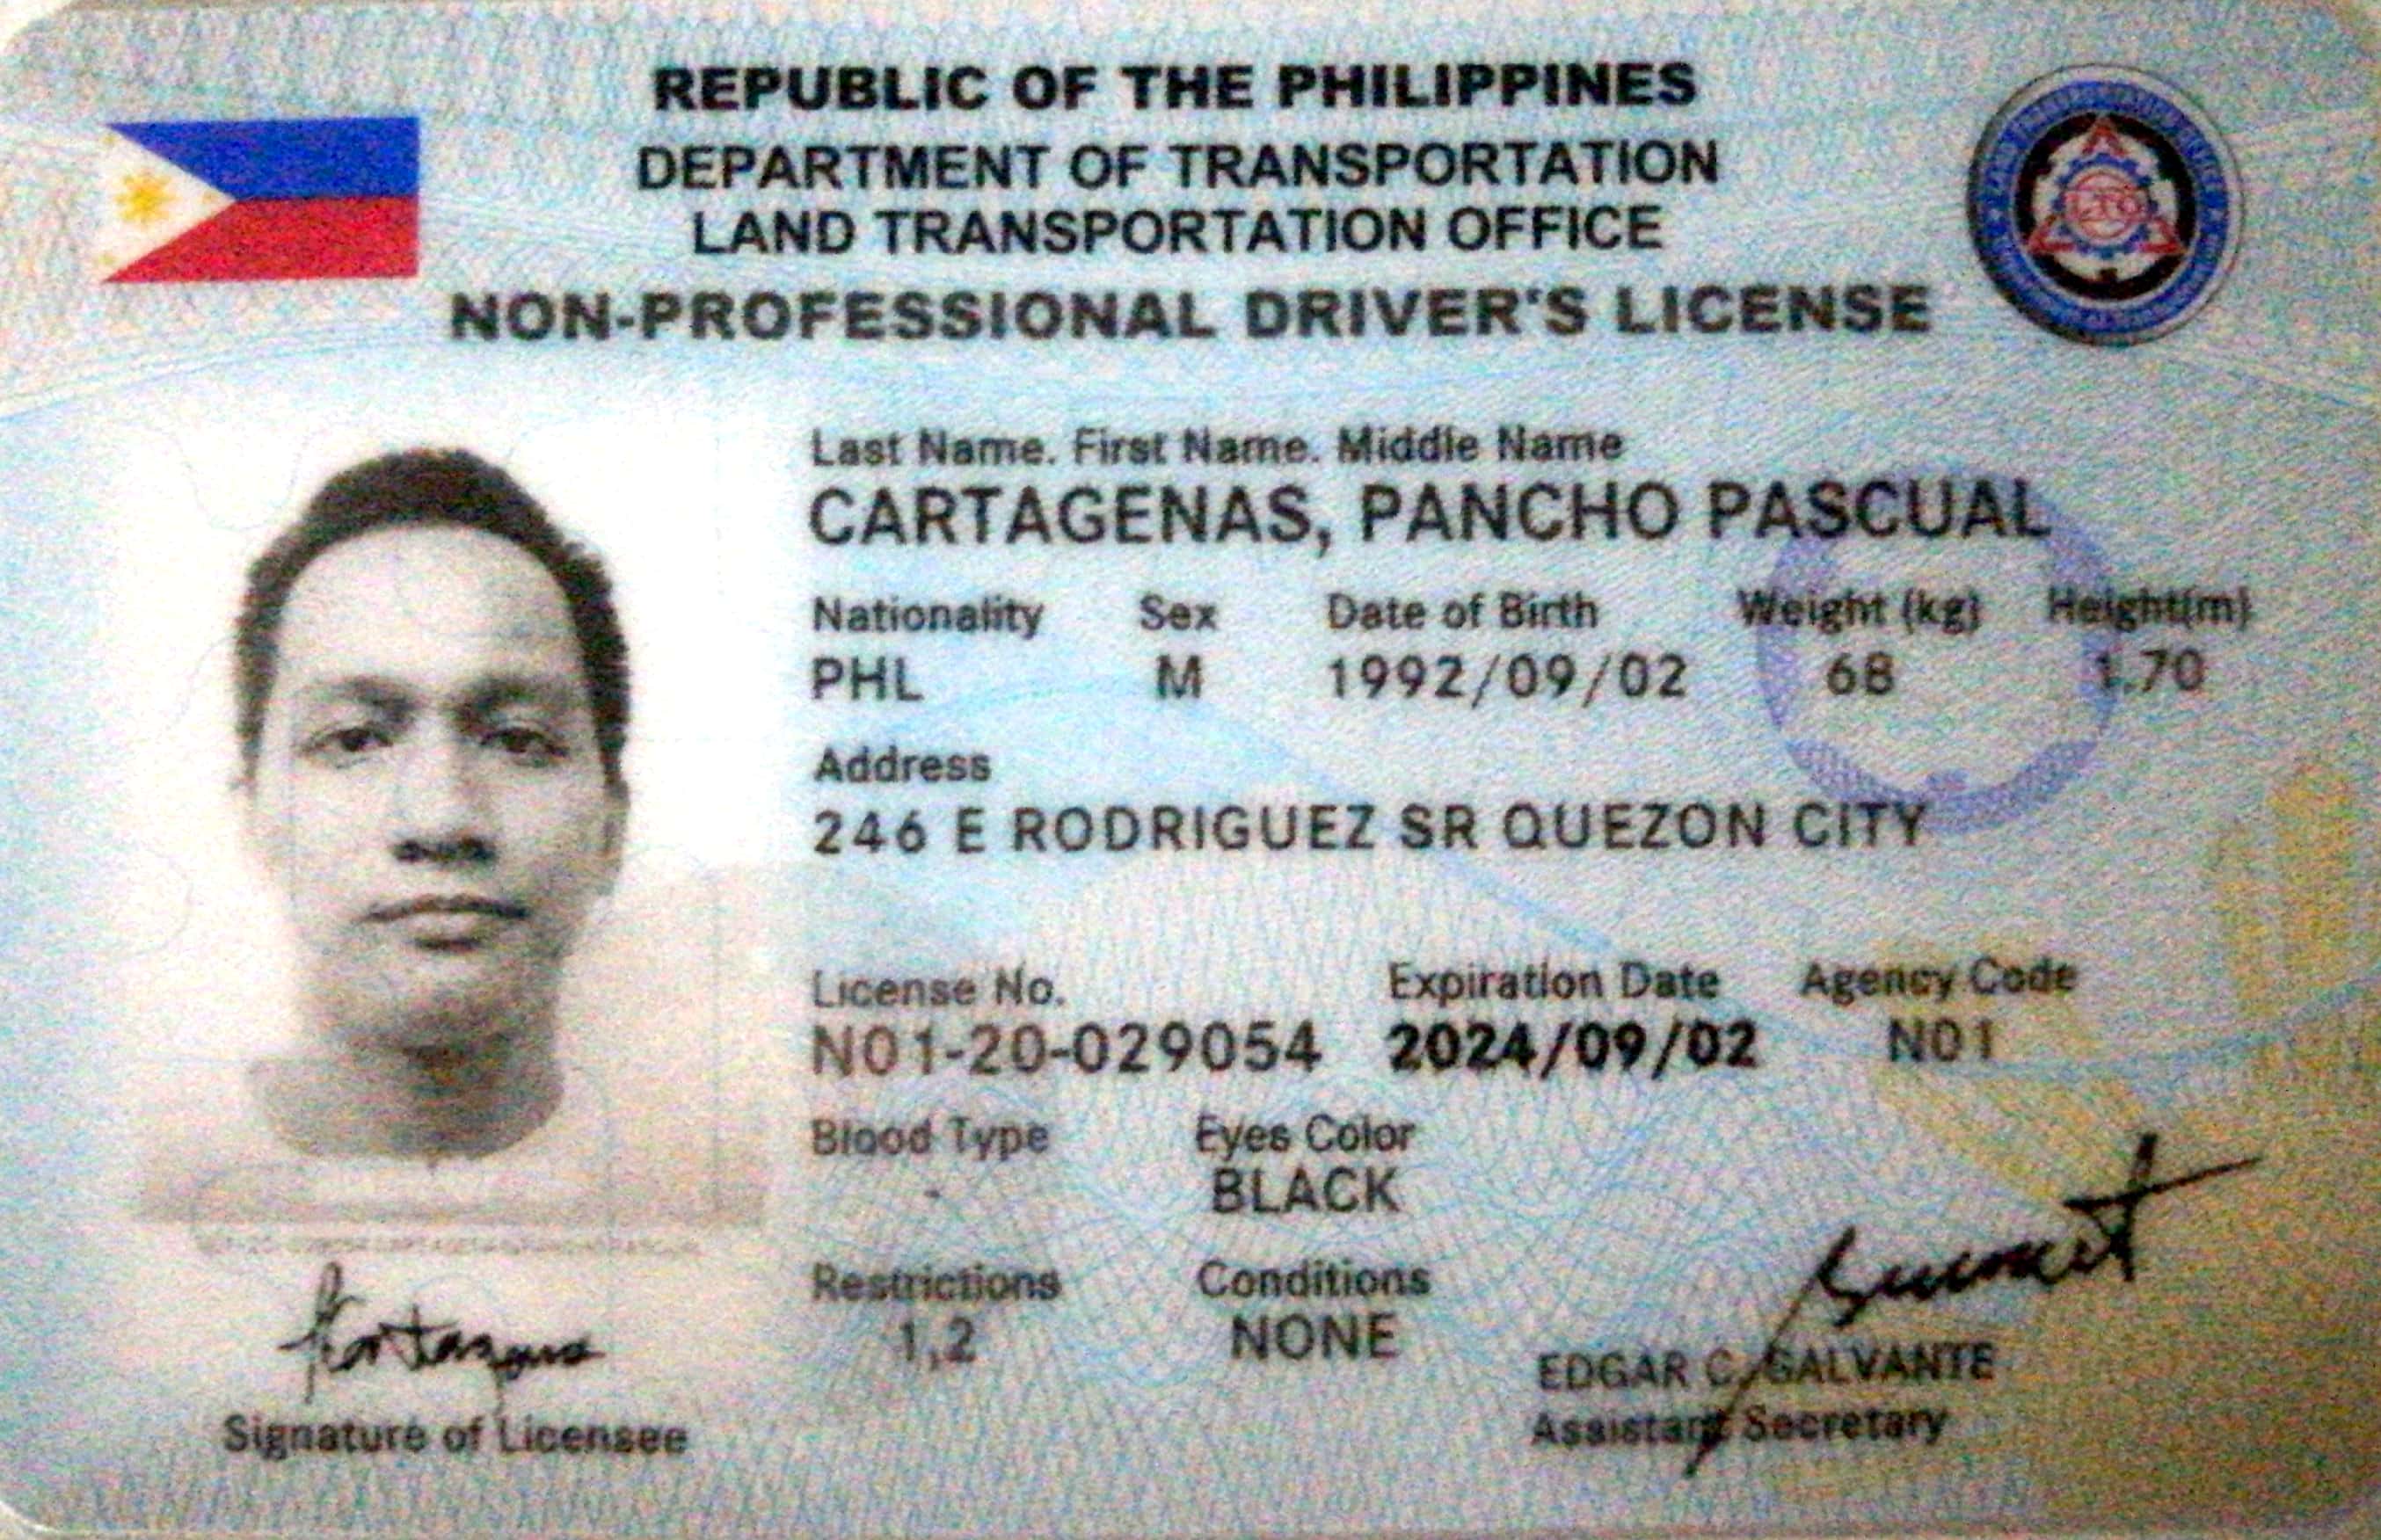 REPUBLIC OF THE PHILIPPINES
DEPARTMENT OF TRANSPORTATION
LAND TRANSPORTATION OFFICE
NON-PROFESSIONAL DRIVER'S LICENSE
Last Name. First Name. Middle Name
CARTAGENAS, PANCHO PASCUAL
Nationality Sex Date of Birth Weight (kg) Height(m)
PHL M 1992/09/02 68 1.70
Address
246 E RODRIGUEZ SR QUEZON CITY
License No. Expiration Date Agency Code
N01-20-029054 2024/09/02 N01
Blood Type Eyes Color
- BLACK
Restrictions Conditions
1,2 NONE
EDGAR C. GALVANTE
Assistant Secretary
Signature of Licensee